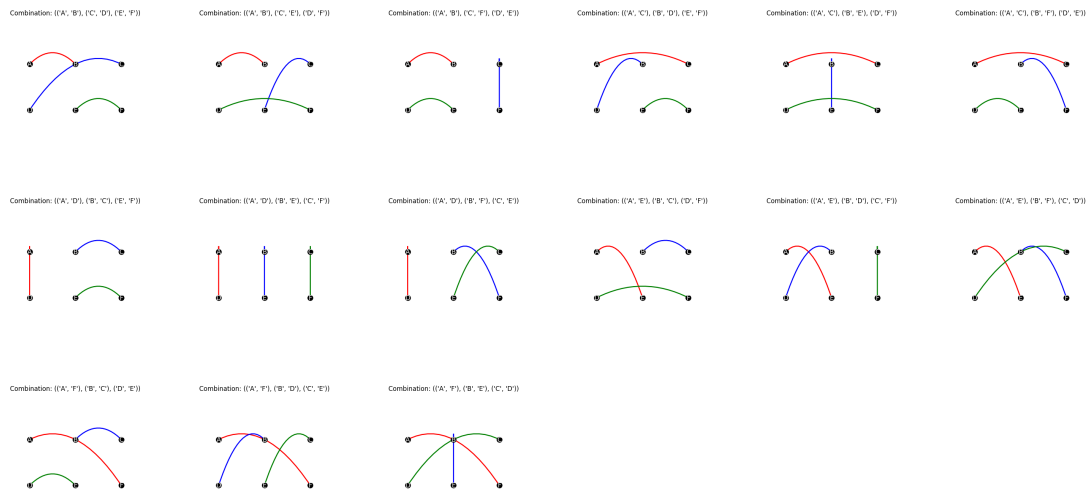 Combination: (('A', 'B'), ('C', 'D'), ('E', 'F'))
Combination: (('A', 'B'), ('C', 'E'), ('D', 'F'))
Combination: (('A', 'B'), ('C', 'F'), ('D', 'E'))
Combination: (('A', 'C'), ('B', 'D'), ('E', 'F'))
Combination: (('A', 'C'), ('B', 'E'), ('D', 'F'))
Combination: (('A', 'C'), ('B', 'F'), ('D', 'E'))
A B C A B C A B C A B C A B C A B C
D E F D E F D E F D E F D E F D E F
Combination: (('A', 'D'), ('B', 'C'), ('E', 'F'))
Combination: (('A', 'D'), ('B', 'E'), ('C', 'F'))
Combination: (('A', 'D'), ('B', 'F'), ('C', 'E'))
Combination: (('A', 'E'), ('B', 'C'), ('D', 'F'))
Combination: (('A', 'E'), ('B', 'D'), ('C', 'F'))
Combination: (('A', 'E'), ('B', 'F'), ('C', 'D'))
A B C A B C A B C A B C A B C A B C
D E F D E F D E F D E F D E F D E F
Combination: (('A', 'F'), ('B', 'C'), ('D', 'E'))
Combination: (('A', 'F'), ('B', 'D'), ('C', 'E'))
Combination: (('A', 'F'), ('B', 'E'), ('C', 'D'))
A B C A B C A B C
D E F D E F D E F